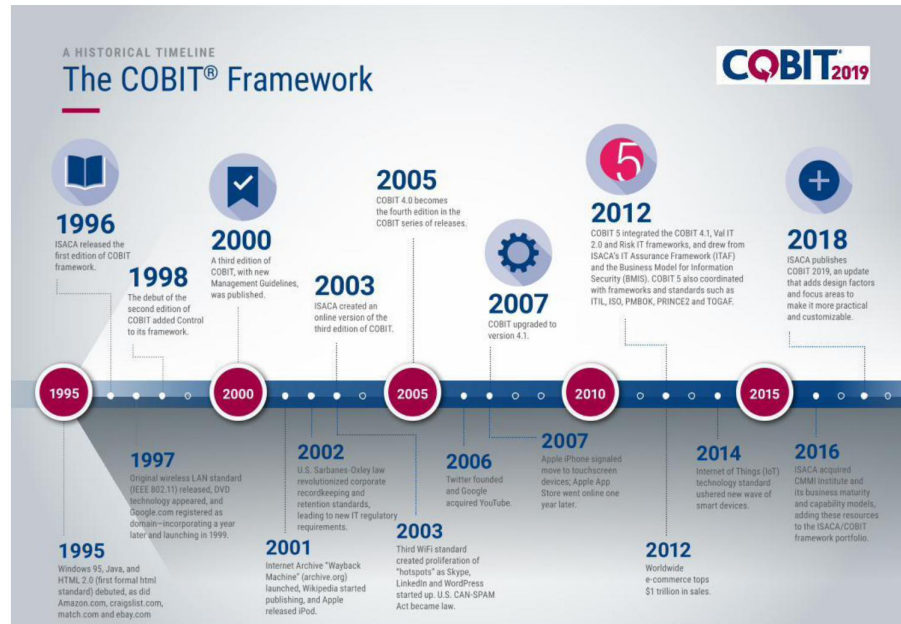 A HISTORICAL TIMELINE
The COBIT® Framework
COBIT® 2019
1996
ISACA released the
first edition of COBIT
framework.
1998
The debut of the
second edition of
COBIT added Control
to its framework.
2000
A third edition of
COBIT, with new
Management Guidelines,
was published.
2003
ISACA created an
online version of the
third edition of COBIT.
2005
COBIT 4.0 becomes
the fourth edition in the
COBIT series of releases.
2007
COBIT upgraded to
version 4.1.
5
2012
COBIT 5 integrated the COBIT 4.1, Val IT
2.0 and Risk IT frameworks, and drew from
ISACA's IT Assurance Framework (ITAF)
and the Business Model for Information
Security (BMIS). COBIT 5 also coordinated
with frameworks and standards such as
ITIL, ISO, PMBOK, PRINCE2 and TOGAF.
2018
ISACA publishes
COBIT 2019, an update
that adds design factors
and focus areas to
make it more practical
and customizable.
1995
2000
2005
2010
2015
1995
Windows 95, Java, and
HTML 2.0 (first formal html
standard) debuted, as did
Amazon.com, craigslist.com,
match.com and ebay.com
1997
Original wireless LAN standard
(IEEE 802.11) released, DVD
technology appeared, and
Google.com registered as
domain—incorporating a year
later and launching in 1999.
2001
Internet Archive "Wayback
Machine" (archive.org)
launched, Wikipedia started
publishing, and Apple
released iPod.
2002
U.S. Sarbanes-Oxley law
revolutionized corporate
recordkeeping and
retention standards,
leading to new IT regulatory
requirements.
2003
Third WiFi standard
created proliferation of
"hotspots" as Skype,
LinkedIn and WordPress
started up. U.S. CAN-SPAM
Act became law.
2006
Twitter founded
and Google
acquired YouTube.
2007
Apple iPhone signaled
move to touchscreen
devices; Apple App
Store went online one
year later.
2012
Worldwide
e-commerce tops
$1 trillion in sales.
2014
Internet of Things (IoT)
technology standard
ushered new wave of
smart devices.
2016
ISACA acquired
CMMI Institute and
its business maturity
and capability models,
adding these resources
to the ISACA/COBIT
framework portfolio.